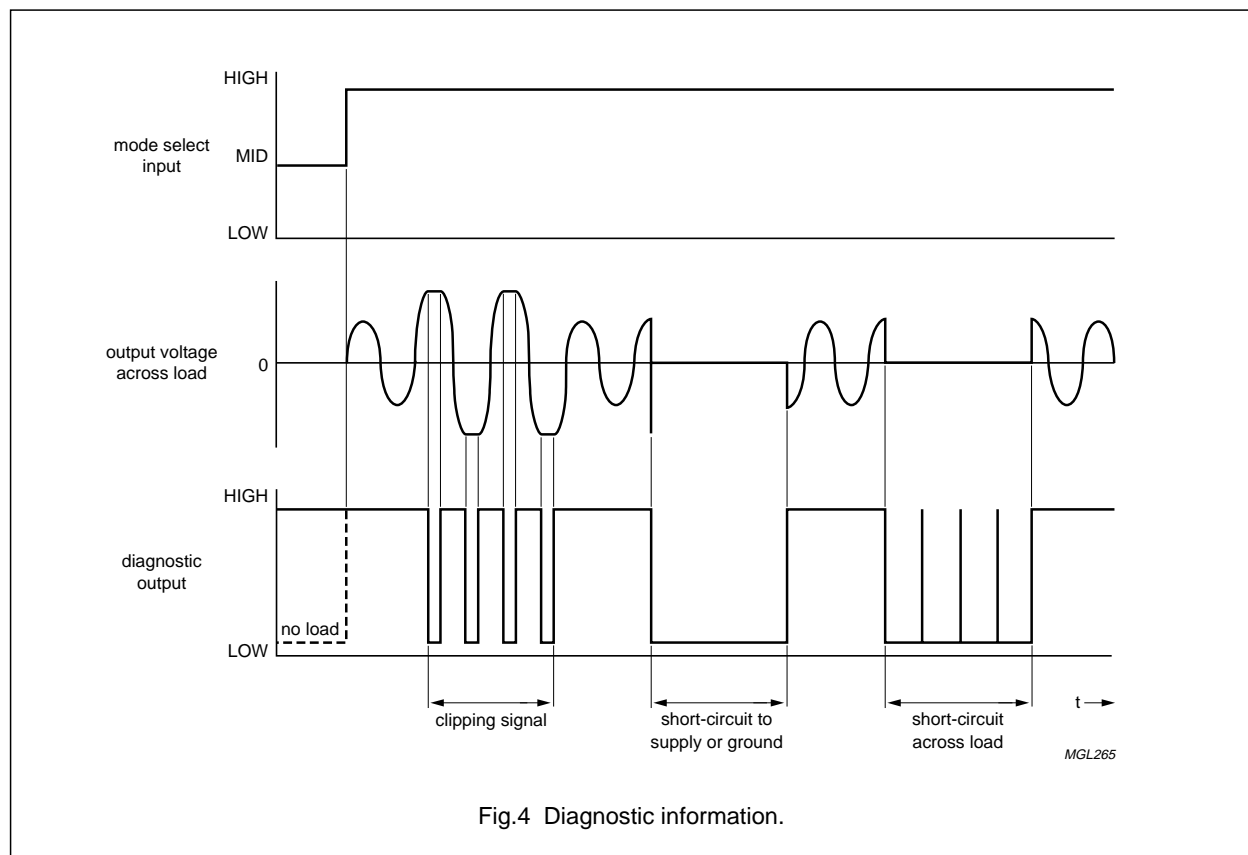 HIGH
mode select
input
MID
LOW
output voltage
across load
0
HIGH
diagnostic
output
no load
LOW
clipping signal
short-circuit to
supply or ground
short-circuit
across load
t
MGL265
Fig.4 Diagnostic information.